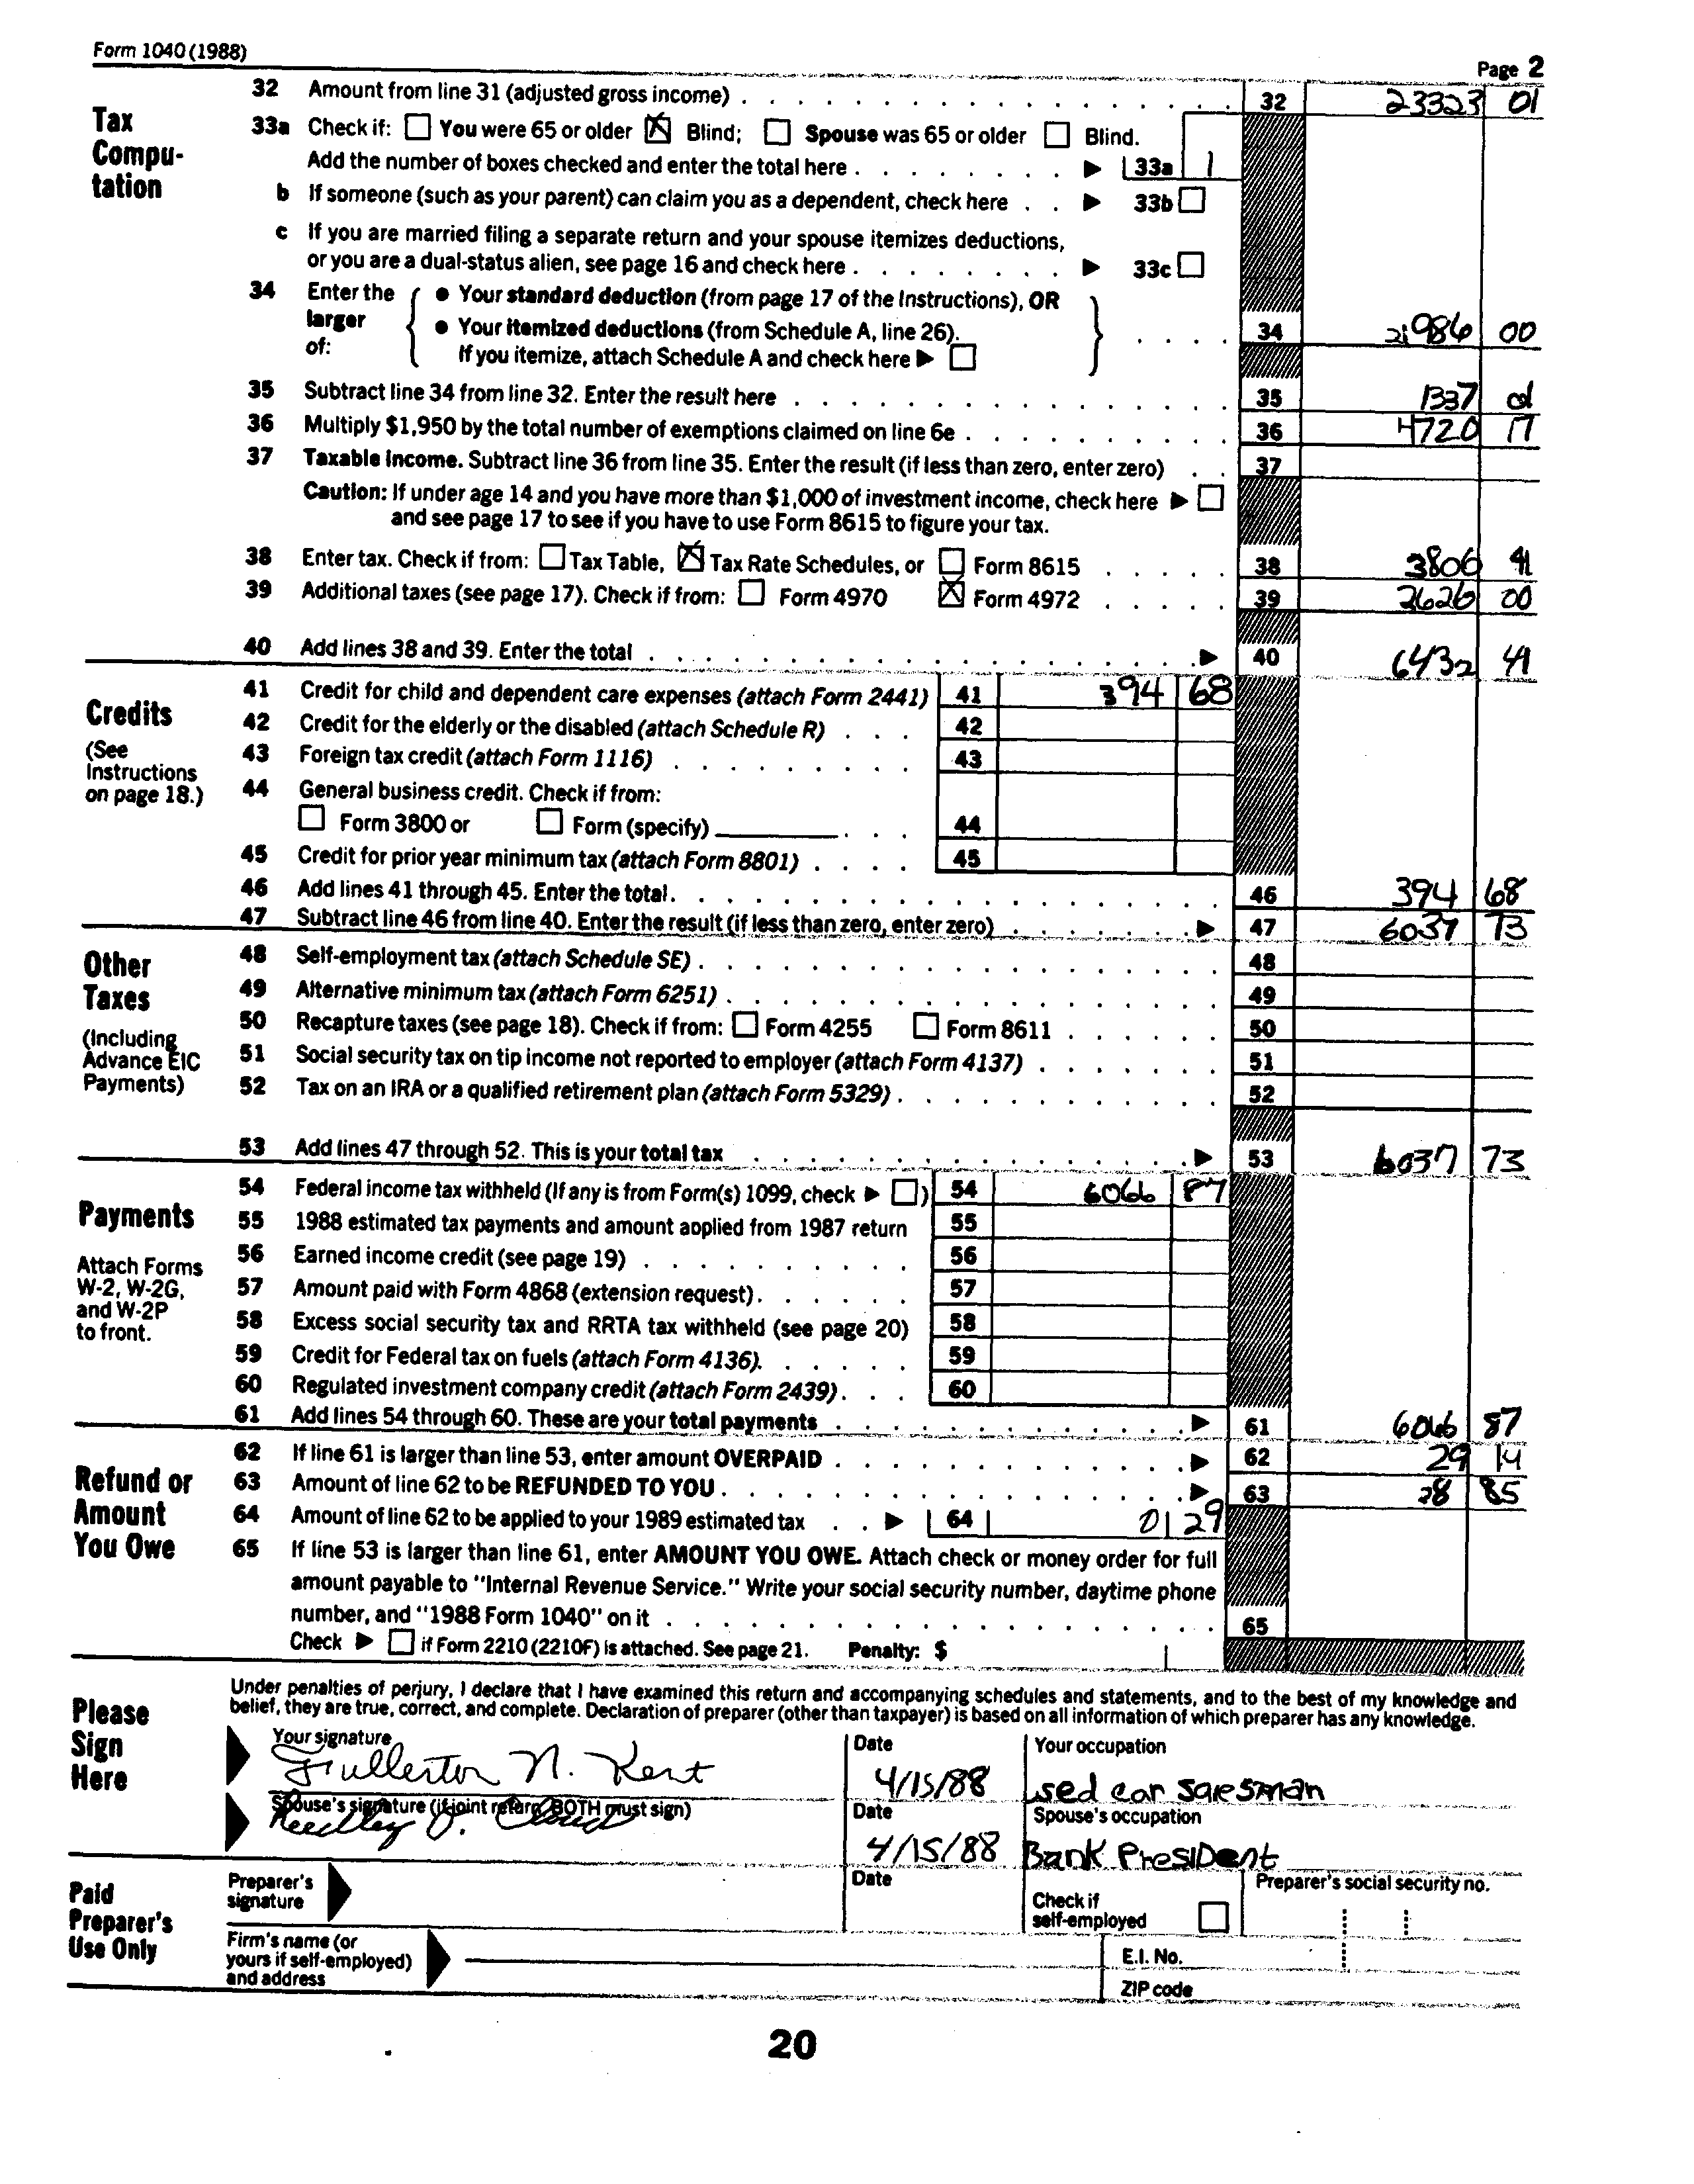 Form 1040 (1988) Page 2
Tax Compu-tation
32 Amount from line 31 (adjusted gross income) 32 23323 01
33a Check if: You were 65 or older Blind; Spouse was 65 or older Blind.
Add the number of boxes checked and enter the total here 33a 1
b If someone (such as your parent) can claim you as a dependent, check here 33b
c If you are married filing a separate return and your spouse itemizes deductions,
or you are a dual-status alien, see page 16 and check here 33c
34 Enter the larger of:
• Your standard deduction (from page 17 of the Instructions), OR
• Your itemized deductions (from Schedule A, line 26).
If you itemize, attach Schedule A and check here
34 21986 00
35 Subtract line 34 from line 32. Enter the result here 35 1337 01
36 Multiply $1,950 by the total number of exemptions claimed on line 6e 36 4720 17
37 Taxable income. Subtract line 36 from line 35. Enter the result (if less than zero, enter zero) 37
Caution: If under age 14 and you have more than $1,000 of investment income, check here
and see page 17 to see if you have to use Form 8615 to figure your tax.
38 Enter tax. Check if from: Tax Table, Tax Rate Schedules, or Form 8615 38 3806 41
39 Additional taxes (see page 17). Check if from: Form 4970 Form 4972 39 2626 00
40 Add lines 38 and 39. Enter the total 40 6432 41
Credits
(See Instructions on page 18.)
41 Credit for child and dependent care expenses (attach Form 2441) 41 394 68
42 Credit for the elderly or the disabled (attach Schedule R) 42
43 Foreign tax credit (attach Form 1116) 43
44 General business credit. Check if from:
Form 3800 or Form (specify) 44
45 Credit for prior year minimum tax (attach Form 8801) 45
46 Add lines 41 through 45. Enter the total. 46 394 68
47 Subtract line 46 from line 40. Enter the result (if less than zero, enter zero) 47 6037 73
Other Taxes
(Including Advance EIC Payments)
48 Self-employment tax (attach Schedule SE) 48
49 Alternative minimum tax (attach Form 6251) 49
50 Recapture taxes (see page 18). Check if from: Form 4255 Form 8611 50
51 Social security tax on tip income not reported to employer (attach Form 4137) 51
52 Tax on an IRA or a qualified retirement plan (attach Form 5329) 52
53 Add lines 47 through 52. This is your total tax 53 6037 73
Payments
Attach Forms W-2, W-2G, and W-2P to front.
54 Federal income tax withheld (If any is from Form(s) 1099, check ) 54 6066 87
55 1988 estimated tax payments and amount applied from 1987 return 55
56 Earned income credit (see page 19) 56
57 Amount paid with Form 4868 (extension request) 57
58 Excess social security tax and RRTA tax withheld (see page 20) 58
59 Credit for Federal tax on fuels (attach Form 4136). 59
60 Regulated investment company credit (attach Form 2439) 60
61 Add lines 54 through 60. These are your total payments 61 6066 87
Refund or Amount You Owe
62 If line 61 is larger than line 53, enter amount OVERPAID 62 29 14
63 Amount of line 62 to be REFUNDED TO YOU 63 28 85
64 Amount of line 62 to be applied to your 1989 estimated tax 64 0 29
65 If line 53 is larger than line 61, enter AMOUNT YOU OWE. Attach check or money order for full
amount payable to "Internal Revenue Service." Write your social security number, daytime phone
number, and "1988 Form 1040" on it 65
Check if Form 2210 (2210F) is attached. See page 21. Penalty: $
Please Sign Here
Under penalties of perjury, I declare that I have examined this return and accompanying schedules and statements, and to the best of my knowledge and
belief, they are true, correct, and complete. Declaration of preparer (other than taxpayer) is based on all information of which preparer has any knowledge.
Your signature Date Your occupation
Fullerton N. Kent 4/15/88 used car salesman
Spouse's signature (if joint return, BOTH must sign) Date Spouse's occupation
Reedley J. Cloud 4/15/88 Bank President
Paid Preparer's Use Only
Preparer's signature Date Check if self-employed Preparer's social security no.
Firm's name (or yours if self-employed) and address
E.I. No.
ZIP code
20